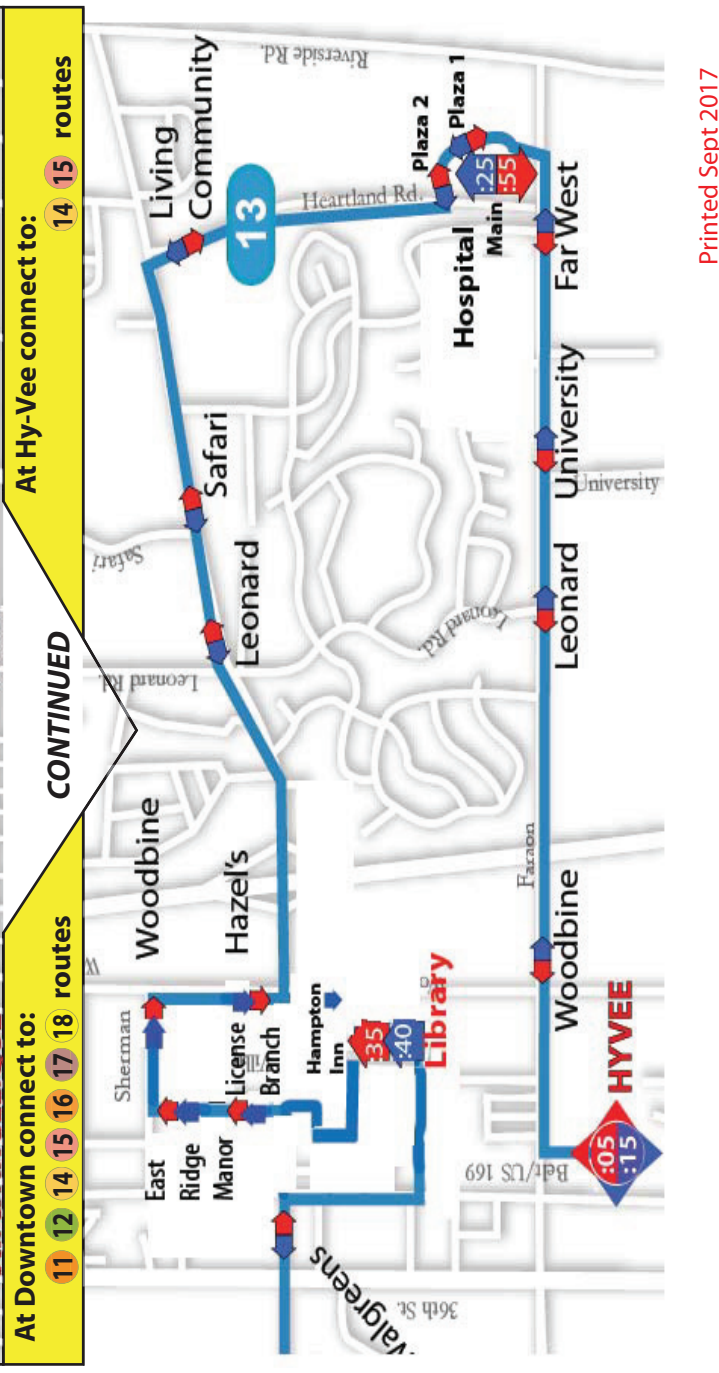 At Downtown connect to:
11 12 14 15 16 17 18 routes
CONTINUED
At Hy-Vee connect to:
14 15 routes
Riverside Rd.
Living
Community
13
Heartland Rd.
Plaza 2
Plaza 1
:25
:55
Hospital
Main
Far West
Safari
Safari
Leonard
Leonard Rd.
University
University
Leonard
Leonard Rd.
Woodbine
Hazel's
Sherman
W
East
Ridge
Manor
License
Branch
Vill
Hampton
Inn
:35
:40
Library
Faraon
Woodbine
HYVEE
:05
:15
Belt/US 169
36th St.
Walgreens
Printed Sept 2017